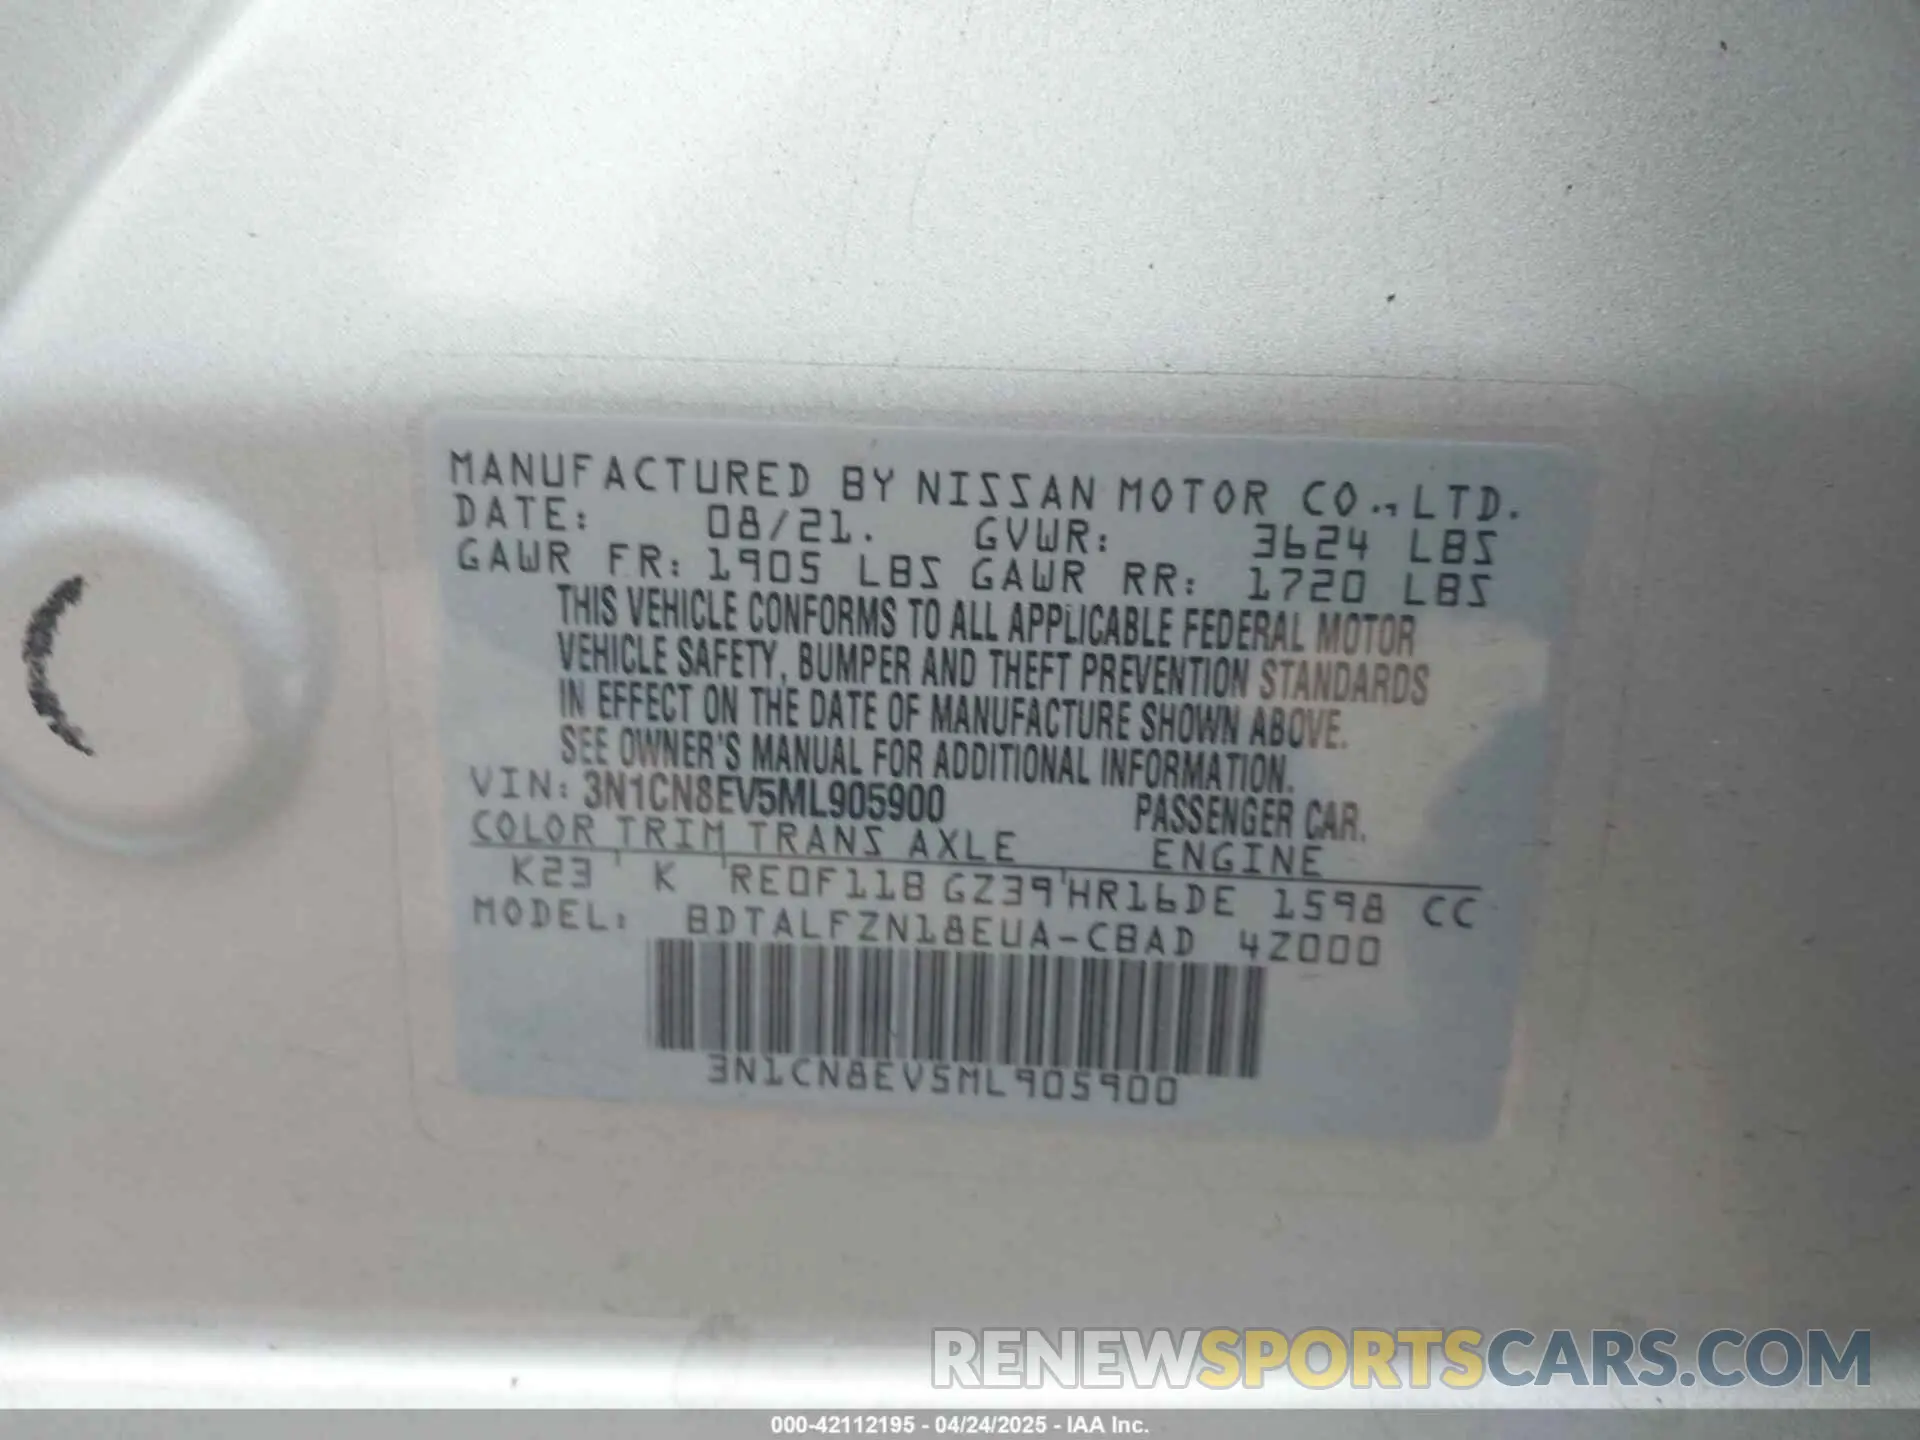 MANUFACTURED BY NISSAN MOTOR CO., LTD.
DATE: 08/21. GVWR: 3624 LBS
GAWR FR: 1905 LBS GAWR RR: 1720 LBS
THIS VEHICLE CONFORMS TO ALL APPLICABLE FEDERAL MOTOR
VEHICLE SAFETY, BUMPER AND THEFT PREVENTION STANDARDS
IN EFFECT ON THE DATE OF MANUFACTURE SHOWN ABOVE.
SEE OWNER'S MANUAL FOR ADDITIONAL INFORMATION.
VIN: 3N1CN8EV5ML905900 PASSENGER CAR.
COLOR TRIM TRANS AXLE ENGINE
K23 K RE0F11B GZ39 HR16DE 1598 CC
MODEL: BDTALFZN18EUA-CBAD 4Z000
3N1CN8EV5ML905900
RENEWSPORTSCARS.COM
000-42112195 - 04/24/2025 - IAA Inc.